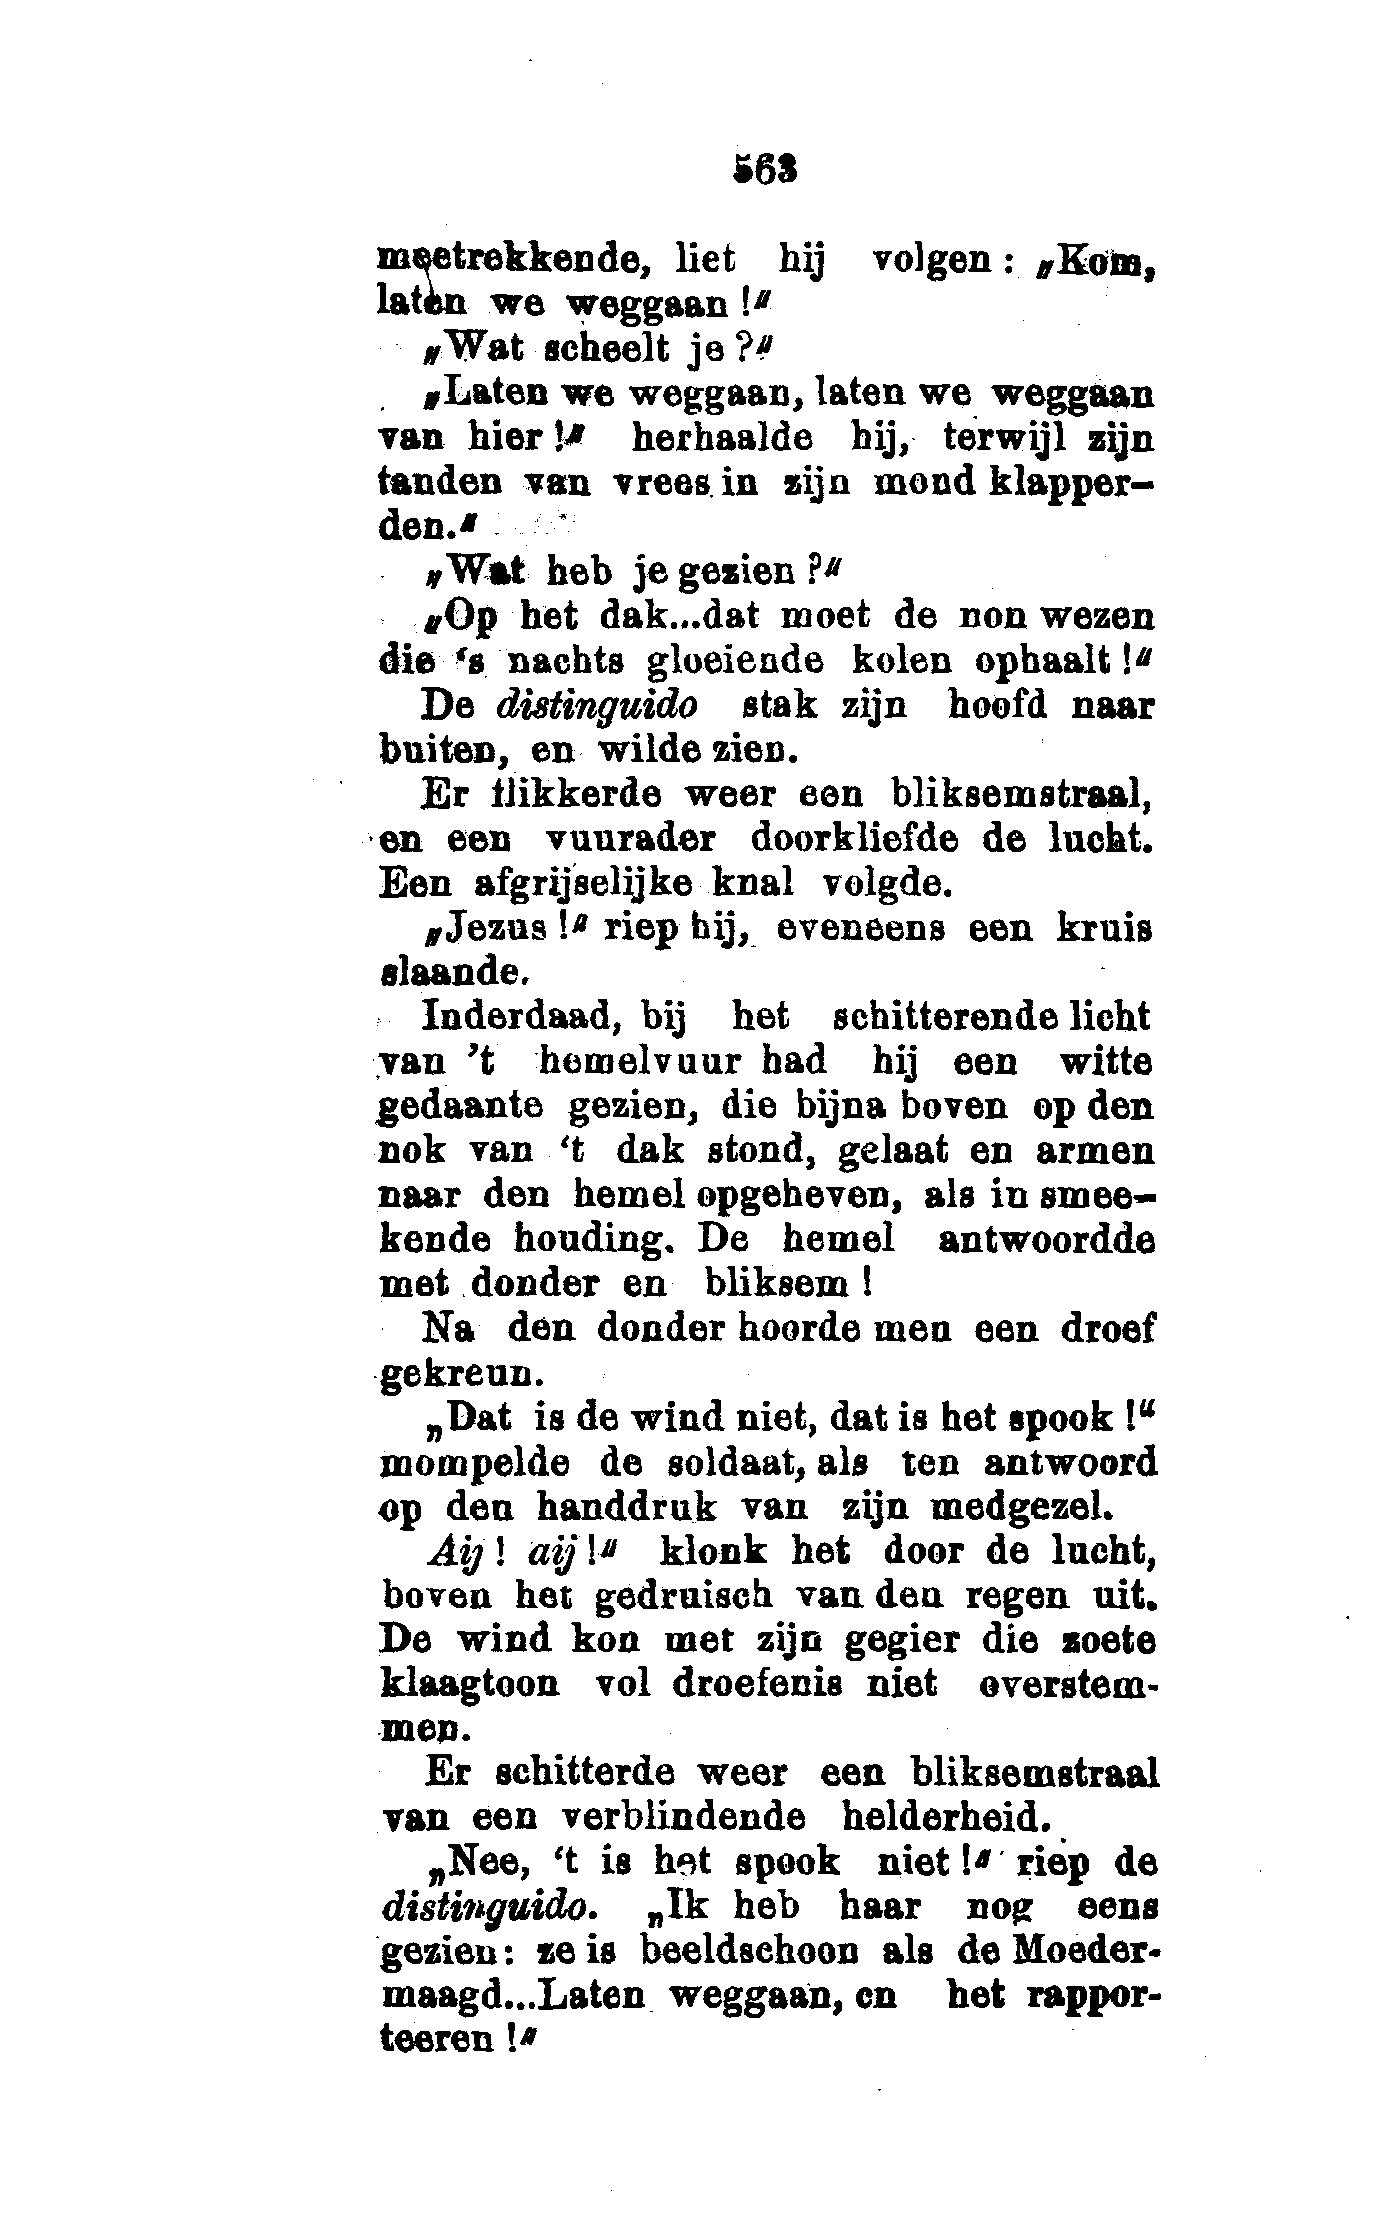 563
meetrekkende, liet hij volgen : „Kom,
laten we weggaan !“
„Wat scheelt je ?“
„Laten we weggaan, laten we weggaan
van hier !“ herhaalde hij, terwijl zijn
tanden van vrees in zijn mond klapper-
den.“
„Wat heb je gezien ?“
„Op het dak...dat moet de non wezen
die ‘s nachts gloeiende kolen ophaalt !“
De distinguido stak zijn hoofd naar
buiten, en wilde zien.
Er flikkerde weer een bliksemstraal,
en een vuurader doorkliefde de lucht.
Een afgrijselijke knal volgde.
„Jezus !“ riep hij, eveneens een kruis
slaande.
Inderdaad, bij het schitterende licht
van ’t hemelvuur had hij een witte
gedaante gezien, die bijna boven op den
nok van ‘t dak stond, gelaat en armen
naar den hemel opgeheven, als in smee-
kende houding. De hemel antwoordde
met donder en bliksem !
Na den donder hoorde men een droef
gekreun.
„Dat is de wind niet, dat is het spook !“
mompelde de soldaat, als ten antwoord
op den handdruk van zijn medgezel.
Aij ! aij !“ klonk het door de lucht,
boven het gedruisch van den regen uit.
De wind kon met zijn gegier die zoete
klaagtoon vol droefenis niet overstem-
men.
Er schitterde weer een bliksemstraal
van een verblindende helderheid.
„Nee, ‘t is het spook niet !“ riep de
distinguido. „Ik heb haar nog eens
gezien: ze is beeldschoon als de Moeder-
maagd...Laten weggaan, en het rappor-
teeren !“